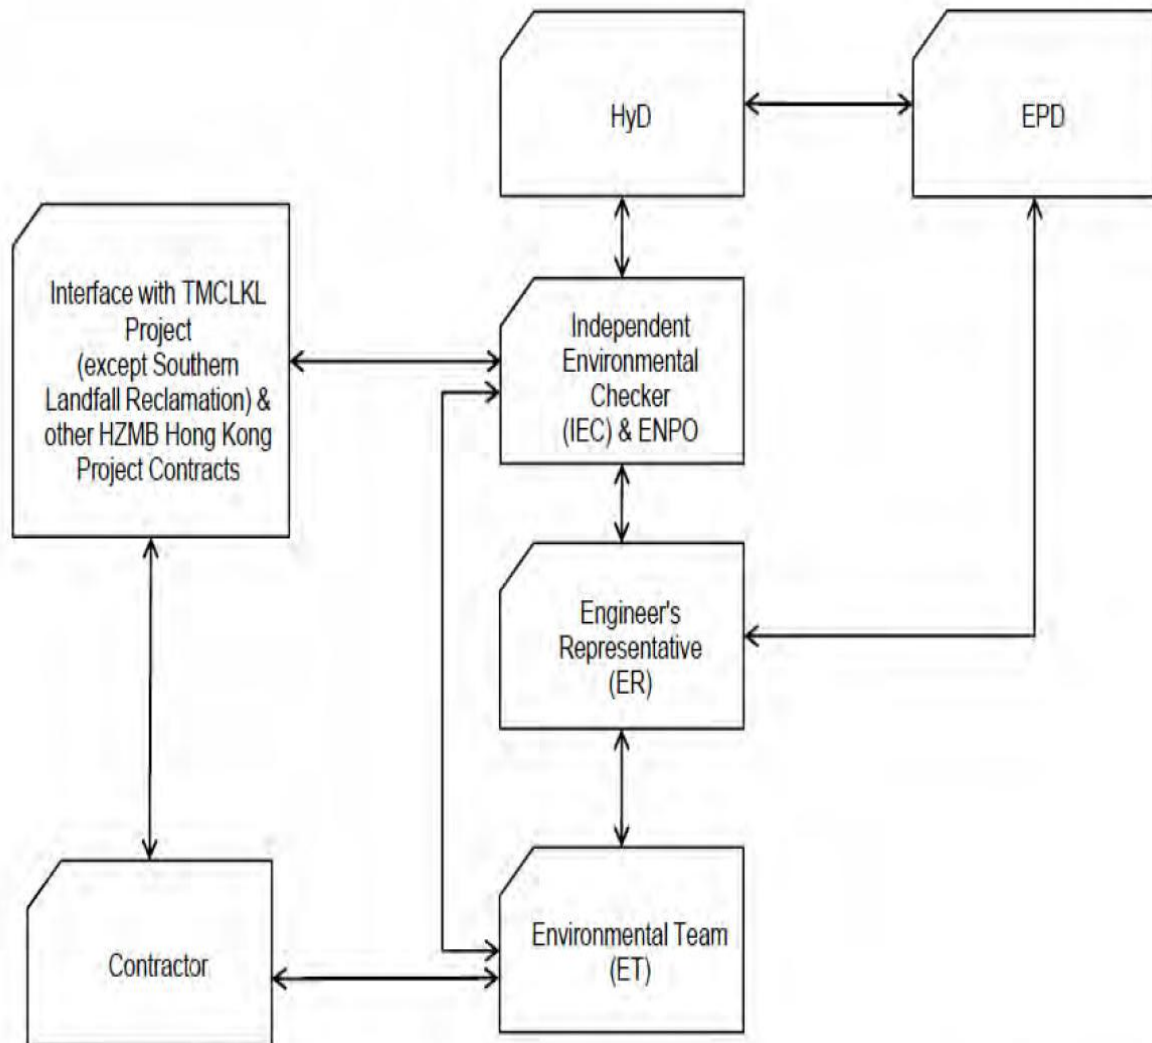 HyD
EPD
Interface with TMCLKL
Project
(except Southern
Landfall Reclamation) &
other HZMB Hong Kong
Project Contracts
Independent
Environmental
Checker
(IEC) & ENPO
Engineer's
Representative
(ER)
Contractor
Environmental Team
(ET)